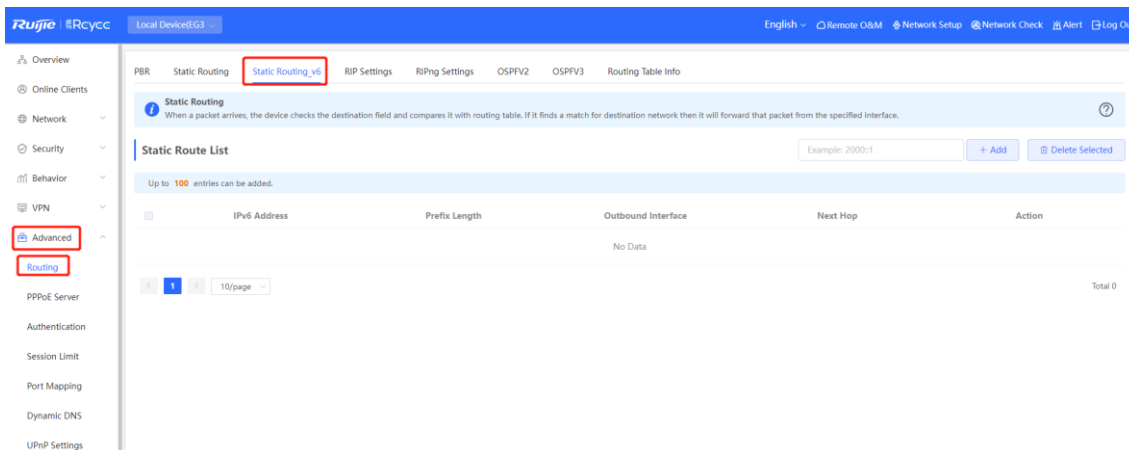 Ruijie Rcycc Local Device(EG3 English Remote O&M Network Setup Network Check Alert Log Ou
Overview
Online Clients
Network
Security
Behavior
VPN
Advanced
Routing
PPPoE Server
Authentication
Session Limit
Port Mapping
Dynamic DNS
UPnP Settings
PBR Static Routing Static Routing_v6 RIP Settings RIPng Settings OSPFV2 OSPFV3 Routing Table Info
Static Routing
When a packet arrives, the device checks the destination field and compares it with routing table. If it finds a match for destination network then it will forward that packet from the specified interface.
Static Route List Example: 2000::1 + Add Delete Selected
Up to 100 entries can be added.
IPv6 Address Prefix Length Outbound Interface Next Hop Action
No Data
< 1 > 10/page Total 0